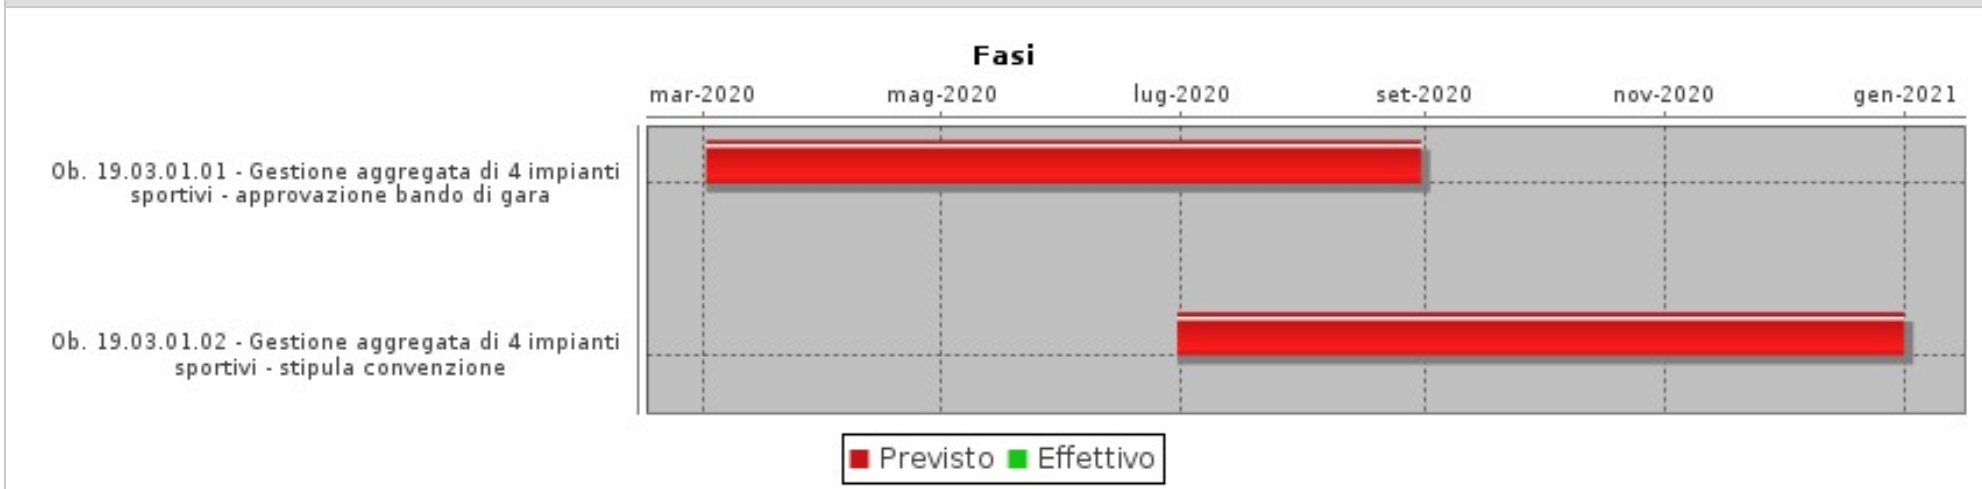 Fasi
mar-2020 mag-2020 lug-2020 set-2020 nov-2020 gen-2021
Ob. 19.03.01.01 - Gestione aggregata di 4 impianti
sportivi - approvazione bando di gara
Ob. 19.03.01.02 - Gestione aggregata di 4 impianti
sportivi - stipula convenzione
Previsto Effettivo